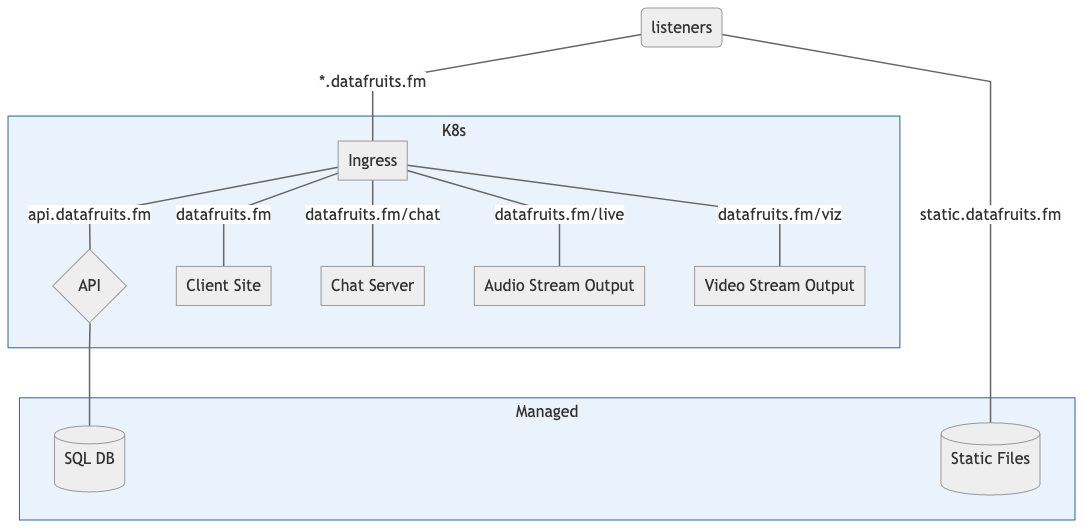 listeners
*.datafruits.fm
K8s
Ingress
api.datafruits.fm
datafruits.fm
datafruits.fm/chat
datafruits.fm/live
datafruits.fm/viz
static.datafruits.fm
API
Client Site
Chat Server
Audio Stream Output
Video Stream Output
Managed
SQL DB
Static Files